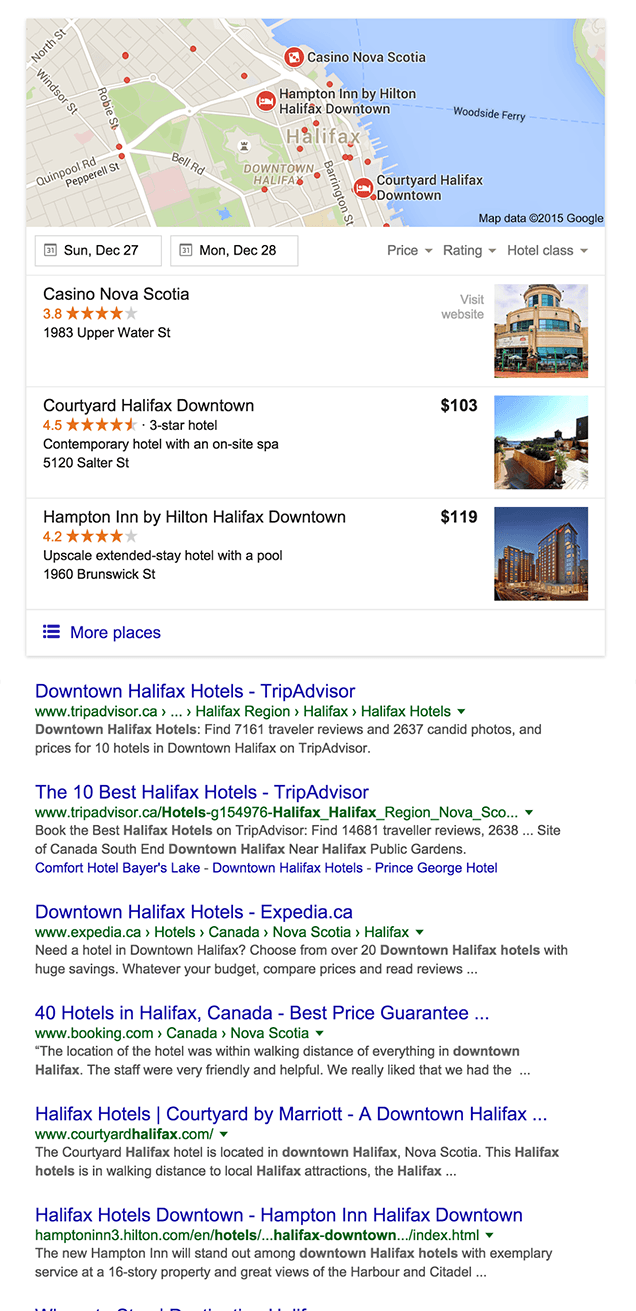 North St
Windsor St
Robie St
Casino Nova Scotia
Hampton Inn by Hilton
Halifax Downtown
Woodside Ferry
Halifax
Bell Rd
Quinpool Rd
Pepperell St
DOWNTOWN
HALIFAX
Barrington St
Courtyard Halifax
Downtown
Map data ©2015 Google
31 Sun, Dec 27
31 Mon, Dec 28
Price
Rating
Hotel class
Casino Nova Scotia
3.8
1983 Upper Water St
Visit
website
Courtyard Halifax Downtown
$103
4.5 · 3-star hotel
Contemporary hotel with an on-site spa
5120 Salter St
Hampton Inn by Hilton Halifax Downtown
$119
4.2
Upscale extended-stay hotel with a pool
1960 Brunswick St
More places
Downtown Halifax Hotels - TripAdvisor
www.tripadvisor.ca › ... › Halifax Region › Halifax › Halifax Hotels
Downtown Halifax Hotels: Find 7161 traveler reviews and 2637 candid photos, and
prices for 10 hotels in Downtown Halifax on TripAdvisor.
The 10 Best Halifax Hotels - TripAdvisor
www.tripadvisor.ca/Hotels-g154976-Halifax_Halifax_Region_Nova_Sco...
Book the Best Halifax Hotels on TripAdvisor: Find 14681 traveller reviews, 2638 ... Site
of Canada South End Downtown Halifax Near Halifax Public Gardens.
Comfort Hotel Bayer's Lake - Downtown Halifax Hotels - Prince George Hotel
Downtown Halifax Hotels - Expedia.ca
www.expedia.ca › Hotels › Canada › Nova Scotia › Halifax
Need a hotel in Downtown Halifax? Choose from over 20 Downtown Halifax hotels with
huge savings. Whatever your budget, compare prices and read reviews ...
40 Hotels in Halifax, Canada - Best Price Guarantee ...
www.booking.com › Canada › Nova Scotia
“The location of the hotel was within walking distance of everything in downtown
Halifax. The staff were very friendly and helpful. We really liked that we had the ...
Halifax Hotels | Courtyard by Marriott - A Downtown Halifax ...
www.courtyardhalifax.com/
The Courtyard Halifax hotel is located in downtown Halifax, Nova Scotia. This Halifax
hotels is in walking distance to local Halifax attractions, the Halifax ...
Halifax Hotels Downtown - Hampton Inn Halifax Downtown
hamptoninn3.hilton.com/en/hotels/...halifax-downtown.../index.html
The new Hampton Inn will stand out among downtown Halifax hotels with exemplary
service at a 16-story property and great views of the Harbour and Citadel ...